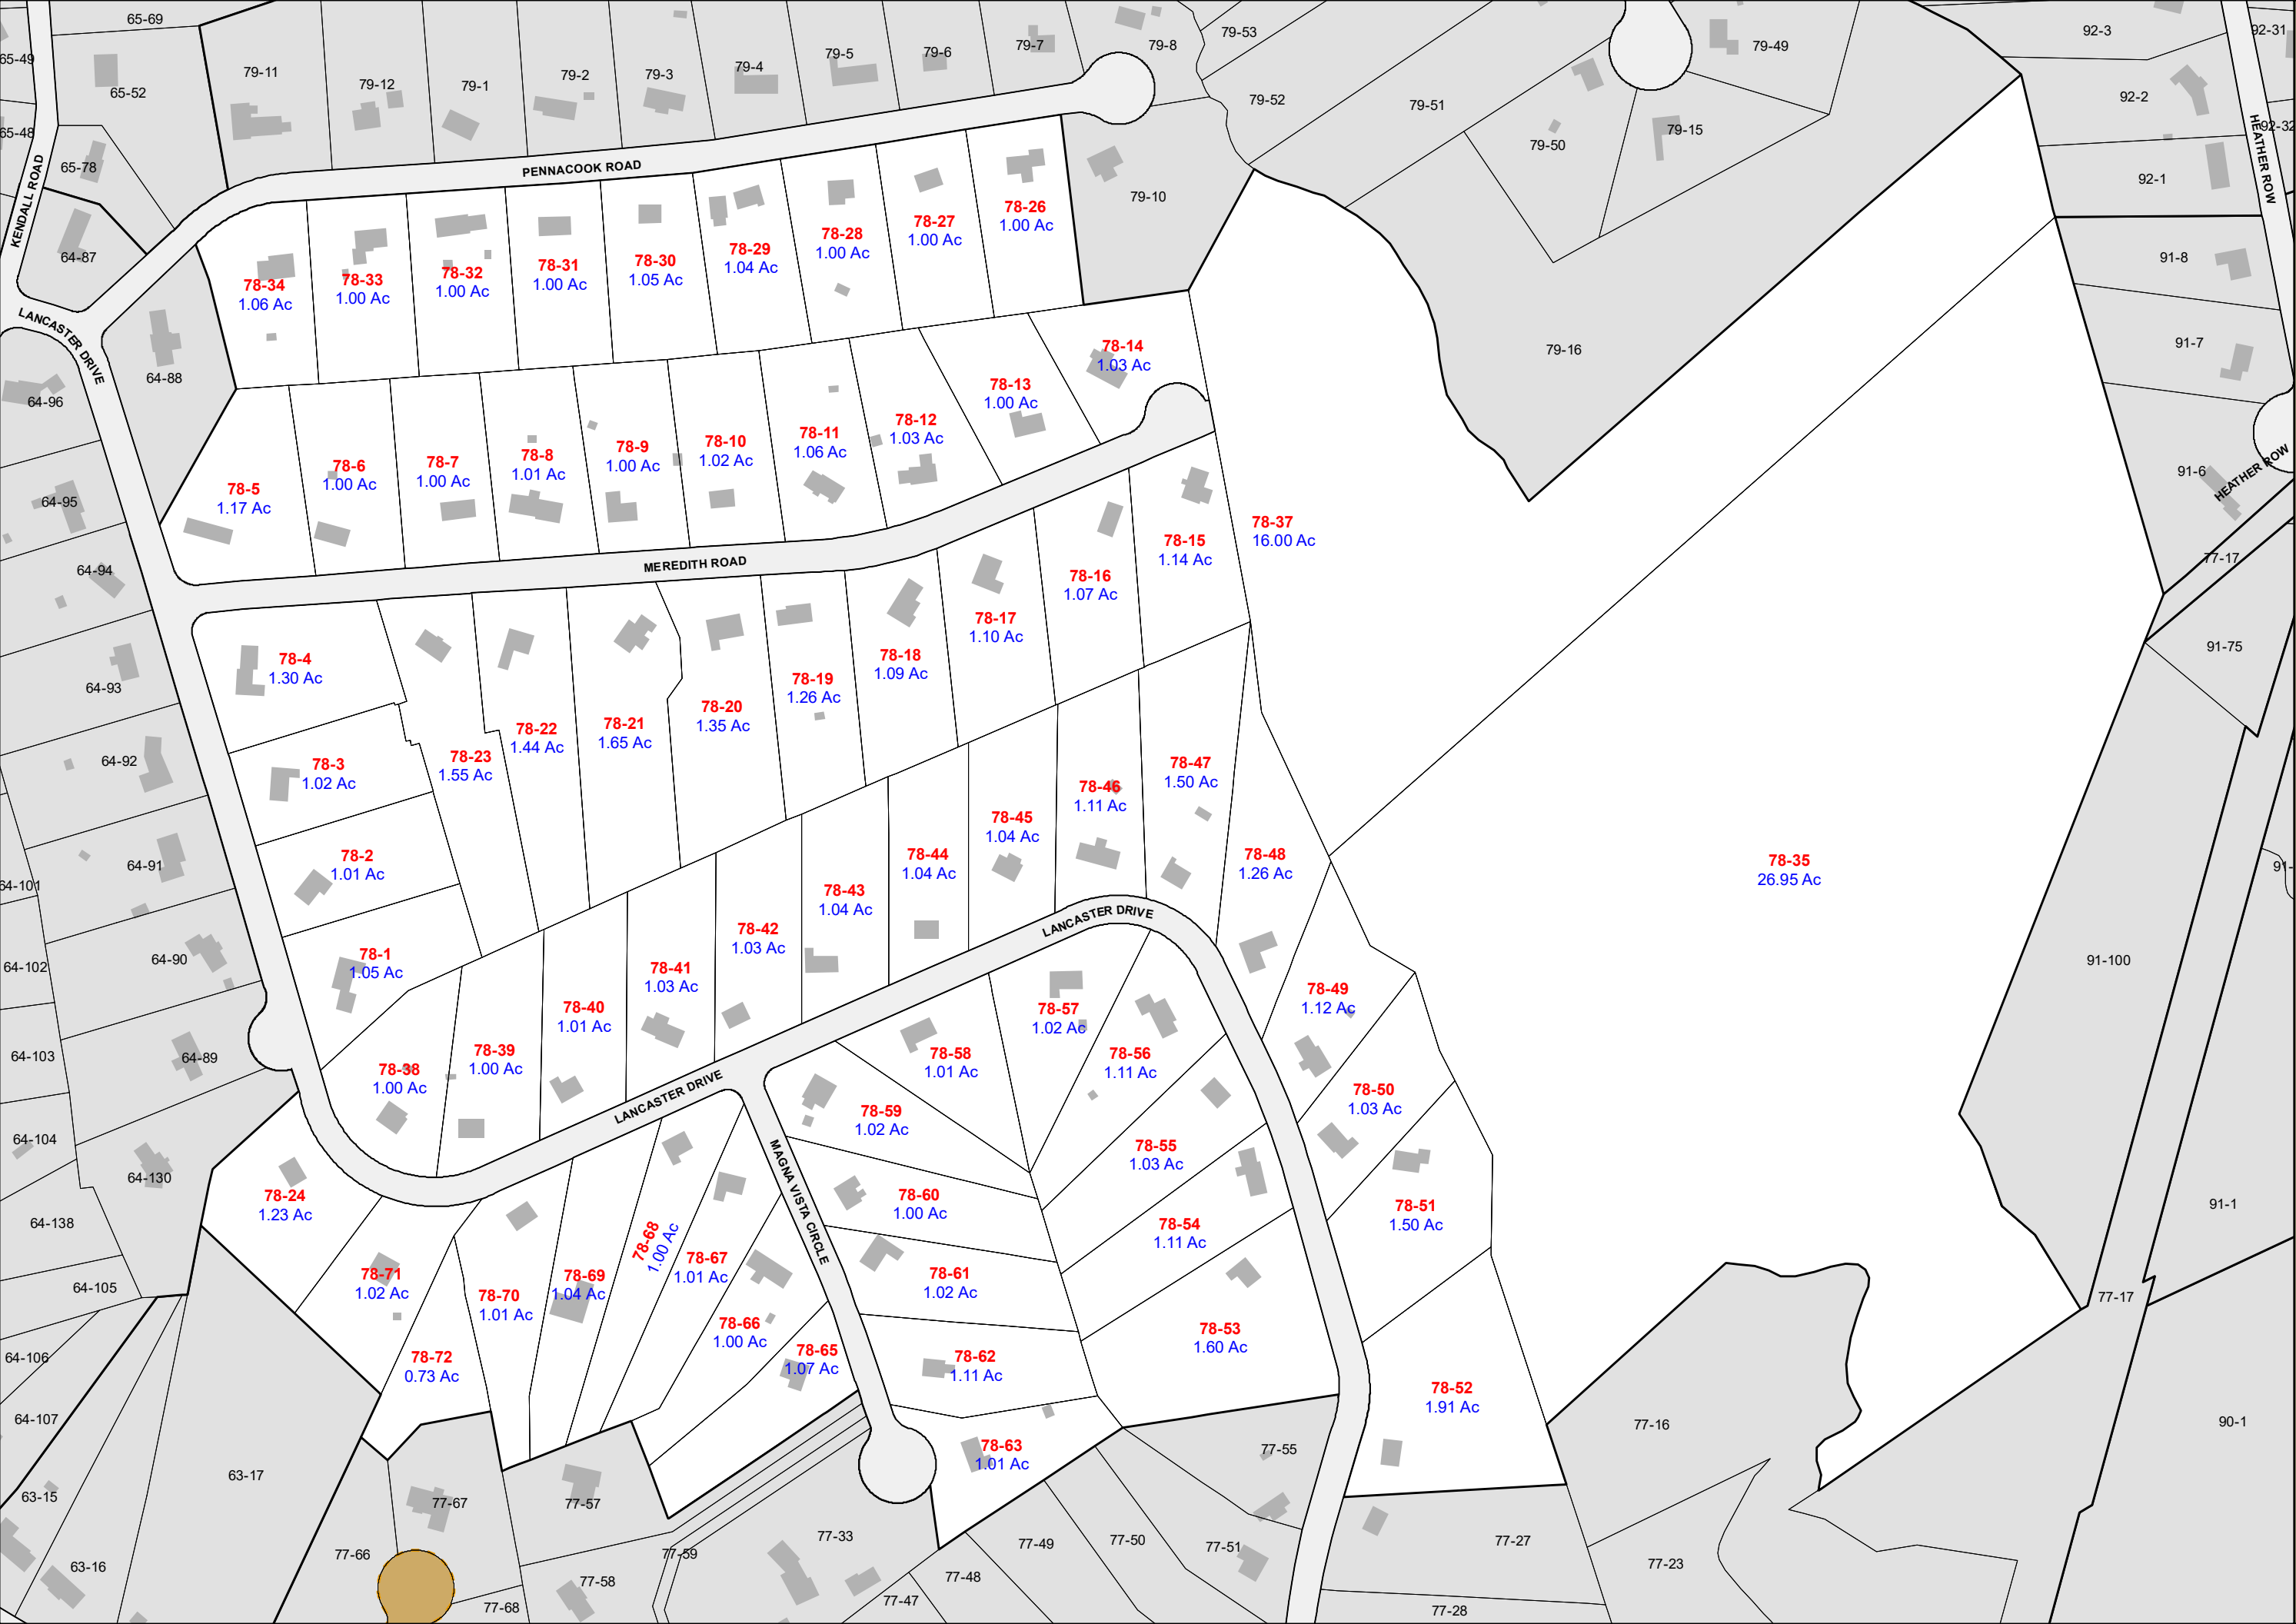 65-69
65-49
65-52
65-48
65-78
64-87
KENDALL ROAD
79-11
79-12
79-1
79-2
79-3
79-4
79-5
79-6
79-7
79-8
79-53
79-52
79-51
79-50
79-15
79-49
79-10
79-16
92-3
92-31
92-2
92-32
92-1
HEATHER ROW
91-8
91-7
91-6
HEATHER ROW
77-17
91-75
91-100
91-
91-1
77-17
90-1
PENNACOOK ROAD
78-34
1.06 Ac
78-33
1.00 Ac
78-32
1.00 Ac
78-31
1.00 Ac
78-30
1.05 Ac
78-29
1.04 Ac
78-28
1.00 Ac
78-27
1.00 Ac
78-26
1.00 Ac
LANCASTER DRIVE
64-88
64-96
64-95
64-94
64-93
64-92
64-91
64-101
64-90
64-102
64-89
64-103
64-104
64-130
64-138
64-105
64-106
64-107
63-15
63-16
63-17
78-5
1.17 Ac
78-6
1.00 Ac
78-7
1.00 Ac
78-8
1.01 Ac
78-9
1.00 Ac
78-10
1.02 Ac
78-11
1.06 Ac
78-12
1.03 Ac
78-13
1.00 Ac
78-14
1.03 Ac
MEREDITH ROAD
78-37
16.00 Ac
78-15
1.14 Ac
78-16
1.07 Ac
78-17
1.10 Ac
78-18
1.09 Ac
78-19
1.26 Ac
78-20
1.35 Ac
78-21
1.65 Ac
78-22
1.44 Ac
78-23
1.55 Ac
78-4
1.30 Ac
78-3
1.02 Ac
78-2
1.01 Ac
78-1
1.05 Ac
78-38
1.00 Ac
78-39
1.00 Ac
78-40
1.01 Ac
78-41
1.03 Ac
78-42
1.03 Ac
78-43
1.04 Ac
78-44
1.04 Ac
78-45
1.04 Ac
78-46
1.11 Ac
78-47
1.50 Ac
78-48
1.26 Ac
78-35
26.95 Ac
LANCASTER DRIVE
78-49
1.12 Ac
78-50
1.03 Ac
78-51
1.50 Ac
78-52
1.91 Ac
78-57
1.02 Ac
78-56
1.11 Ac
78-58
1.01 Ac
78-59
1.02 Ac
78-55
1.03 Ac
78-54
1.11 Ac
78-53
1.60 Ac
78-60
1.00 Ac
78-61
1.02 Ac
78-62
1.11 Ac
78-63
1.01 Ac
LANCASTER DRIVE
MAGNA VISTA CIRCLE
78-24
1.23 Ac
78-71
1.02 Ac
78-72
0.73 Ac
78-70
1.01 Ac
78-69
1.04 Ac
78-68
1.00 Ac
78-67
1.01 Ac
78-66
1.00 Ac
78-65
1.07 Ac
77-66
77-67
77-68
77-57
77-58
77-59
77-33
77-47
77-48
77-49
77-50
77-51
77-55
77-27
77-28
77-16
77-23